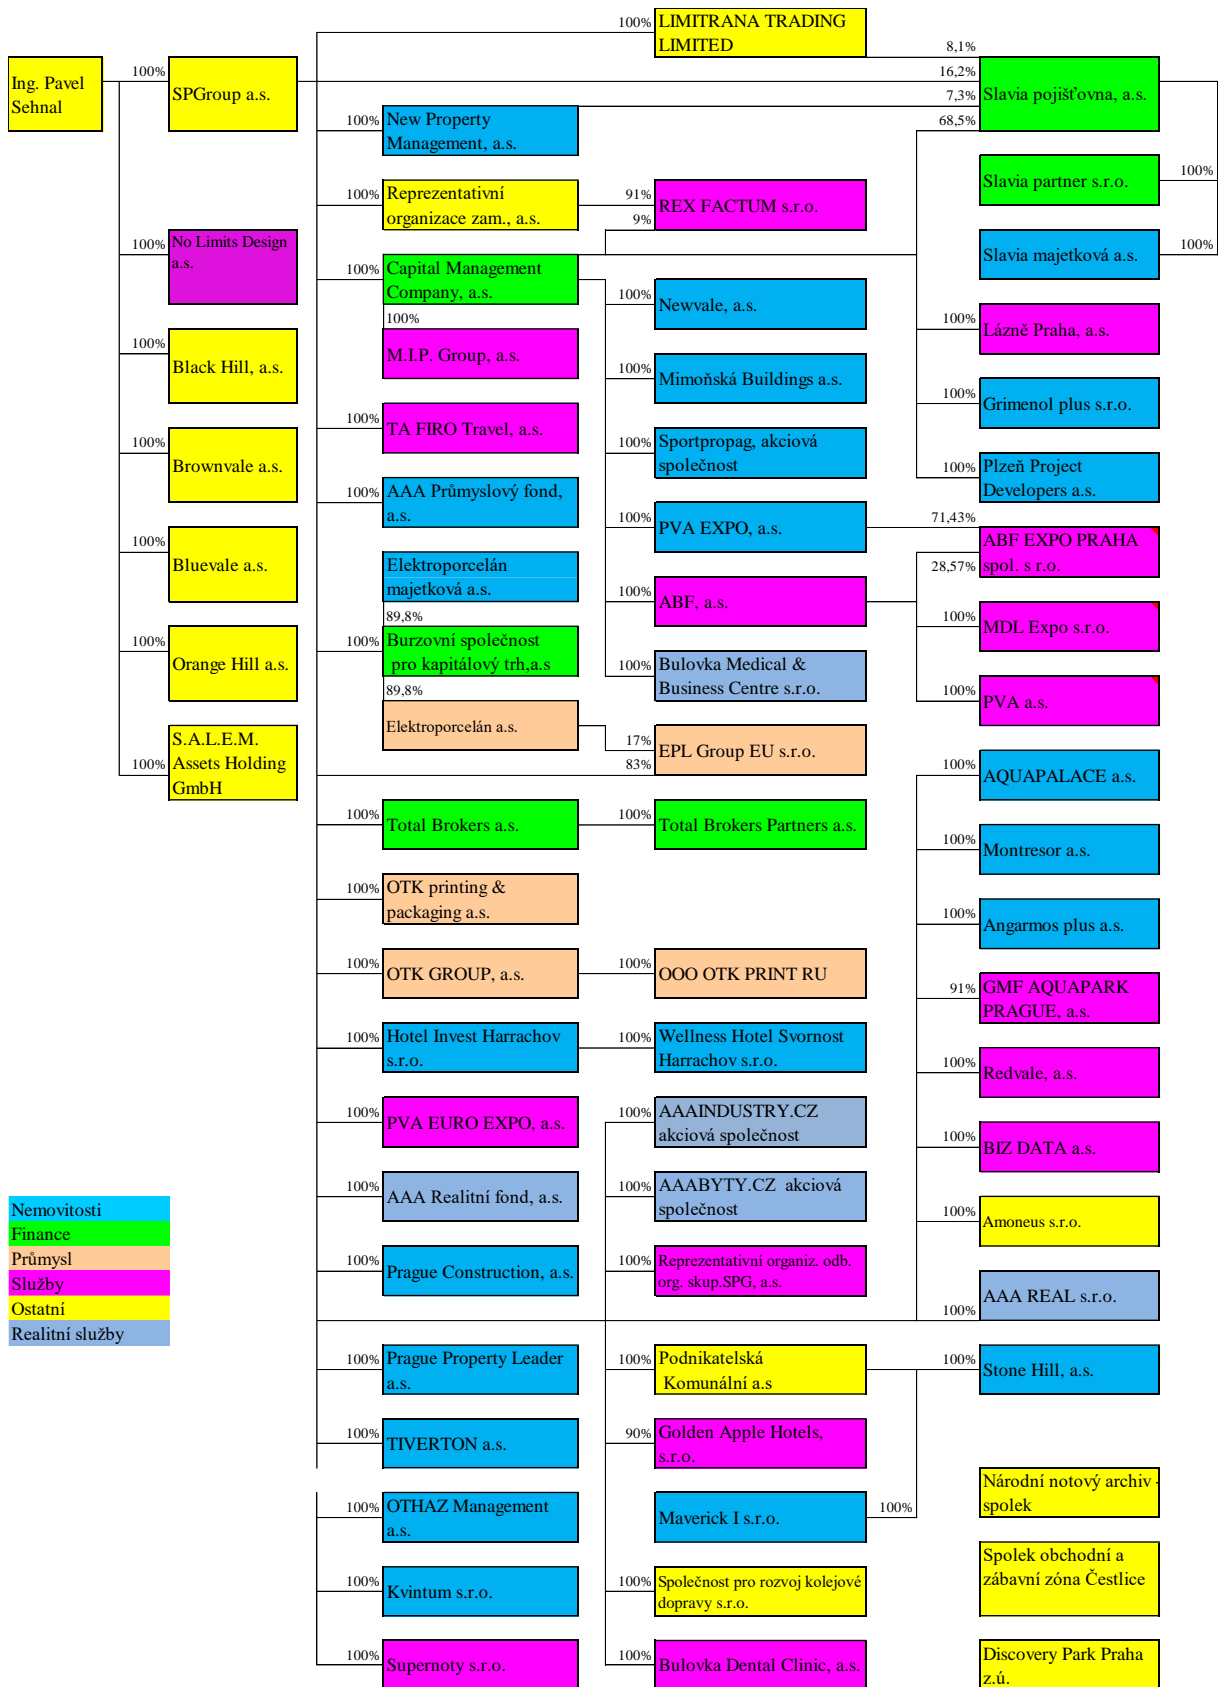 100%
LIMITRANA TRADING
LIMITED
8,1%
Ing. Pavel
Sehnal
100%
SPGroup a.s.
16,2%
7,3%
68,5%
Slavia pojišťovna, a.s.
100%
New Property
Management, a.s.
Slavia partner s.r.o.
100%
100%
Reprezentativní
organizace zam., a.s.
91%
9%
REX FACTUM s.r.o.
100%
No Limits Design
a.s.
Slavia majetková a.s.
100%
100%
Capital Management
Company, a.s.
100%
Newvale, a.s.
100%
M.I.P. Group, a.s.
100%
Lázně Praha, a.s.
100%
Black Hill, a.s.
100%
Mimoňská Buildings a.s.
100%
Grimenol plus s.r.o.
100%
TA FIRO Travel, a.s.
100%
Brownvale a.s.
100%
Sportpropag, akciová
společnost
100%
Plzeň Project
Developers a.s.
100%
AAA Průmyslový fond,
a.s.
100%
PVA EXPO, a.s.
71,43%
28,57%
ABF EXPO PRAHA
spol. s r.o.
100%
Bluevale a.s.
Elektroporcelán
majetková a.s.
100%
ABF, a.s.
100%
MDL Expo s.r.o.
89,8%
100%
Burzovní společnost
pro kapitálový trh,a.s
100%
Orange Hill a.s.
100%
Bulovka Medical &
Business Centre s.r.o.
100%
PVA a.s.
89,8%
Elektroporcelán a.s.
17%
83%
EPL Group EU s.r.o.
100%
S.A.L.E.M.
Assets Holding
GmbH
100%
AQUAPALACE a.s.
100%
Total Brokers a.s.
100%
Total Brokers Partners a.s.
100%
Montresor a.s.
100%
OTK printing &
packaging a.s.
100%
Angarmos plus a.s.
100%
OTK GROUP, a.s.
100%
OOO OTK PRINT RU
91%
GMF AQUAPARK
PRAGUE, a.s.
100%
Hotel Invest Harrachov
s.r.o.
100%
Wellness Hotel Svornost
Harrachov s.r.o.
100%
Redvale, a.s.
100%
PVA EURO EXPO, a.s.
100%
AAAINDUSTRY.CZ
akciová společnost
100%
BIZ DATA a.s.
100%
AAA Realitní fond, a.s.
100%
AAABYTY.CZ akciová
společnost
100%
Amoneus s.r.o.
Nemovitosti
Finance
Průmysl
Služby
Ostatní
Realitní služby
100%
Prague Construction, a.s.
100%
Reprezentativní organiz. odb.
org. skup.SPG, a.s.
100%
AAA REAL s.r.o.
100%
Prague Property Leader
a.s.
100%
Podnikatelská
Komunální a.s
100%
Stone Hill, a.s.
100%
TIVERTON a.s.
90%
Golden Apple Hotels,
s.r.o.
100%
OTHAZ Management
a.s.
Maverick I s.r.o.
100%
Národní notový archiv -
spolek
100%
Kvintum s.r.o.
100%
Společnost pro rozvoj kolejové
dopravy s.r.o.
Spolek obchodní a
zábavní zóna Čestlice
100%
Supernoty s.r.o.
100%
Bulovka Dental Clinic, a.s.
Discovery Park Praha
z.ú.